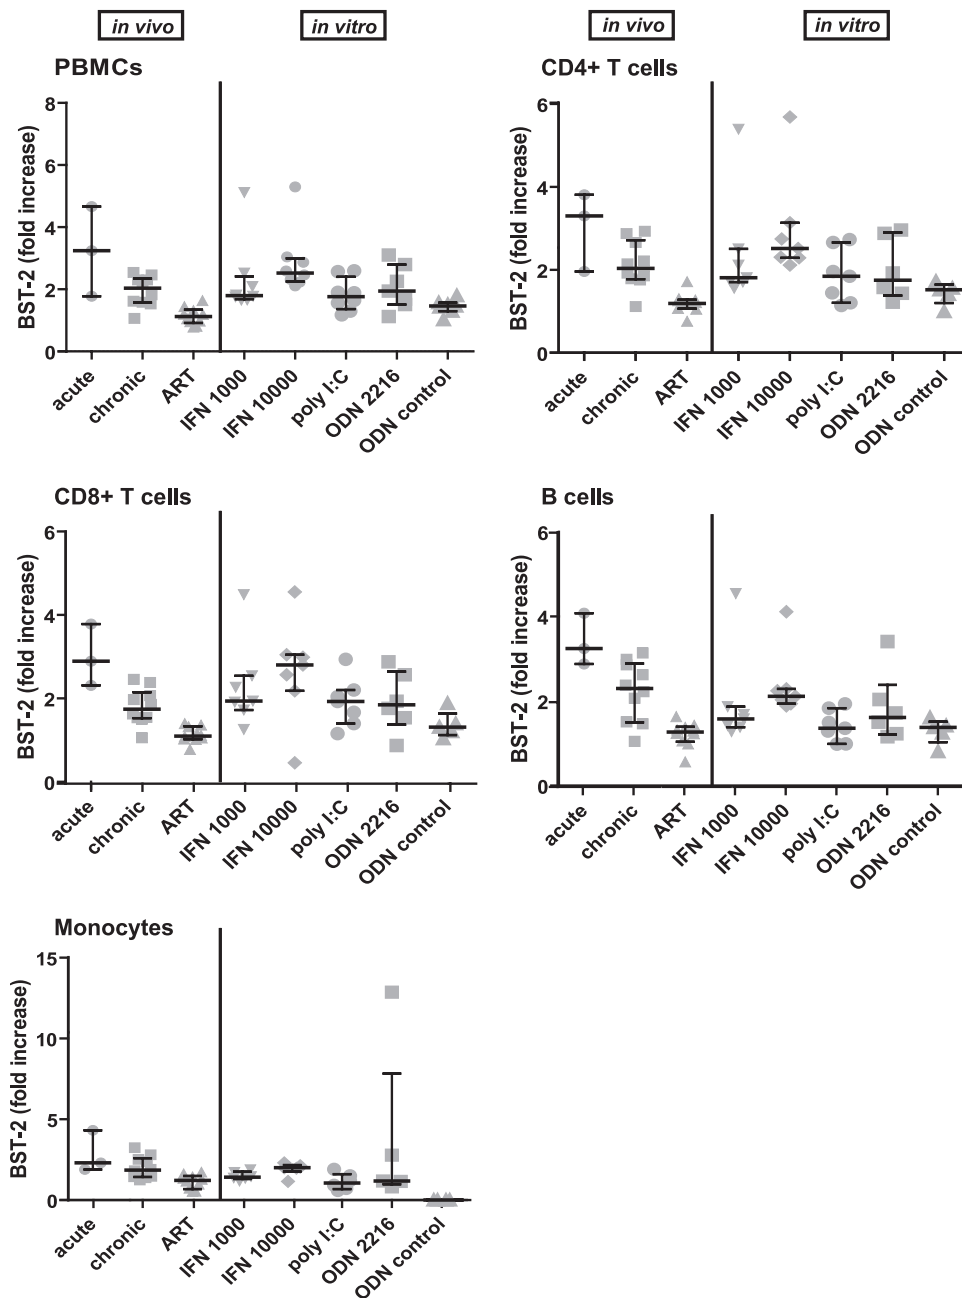 in vivo
in vitro
in vivo
in vitro
PBMCs
BST-2 (fold increase)
8
6
4
2
0
acute
chronic
ART
IFN 1000
IFN 10000
poly I:C
ODN 2216
ODN control
CD4+ T cells
BST-2 (fold increase)
6
4
2
0
acute
chronic
ART
IFN 1000
IFN 10000
poly I:C
ODN 2216
ODN control
CD8+ T cells
BST-2 (fold increase)
6
4
2
0
acute
chronic
ART
IFN 1000
IFN 10000
poly I:C
ODN 2216
ODN control
B cells
BST-2 (fold increase)
6
4
2
0
acute
chronic
ART
IFN 1000
IFN 10000
poly I:C
ODN 2216
ODN control
Monocytes
BST-2 (fold increase)
15
10
5
0
acute
chronic
ART
IFN 1000
IFN 10000
poly I:C
ODN 2216
ODN control